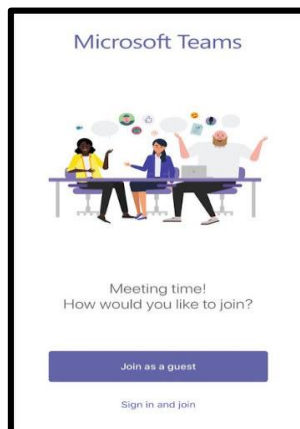 Microsoft Teams
Meeting time!
How would you like to join?
Join as a guest
Sign in and join